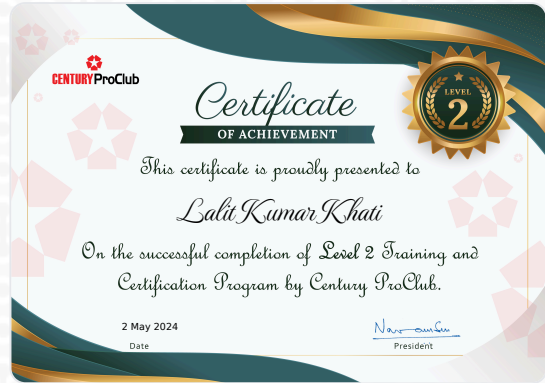 CENTURY ProClub
LEVEL
2
Certificate
OF ACHIEVEMENT
This certificate is proudly presented to
Lalit Kumar Khati
On the successful completion of Level 2 Training and
Certification Program by Century ProClub.
2 May 2024
Date
President